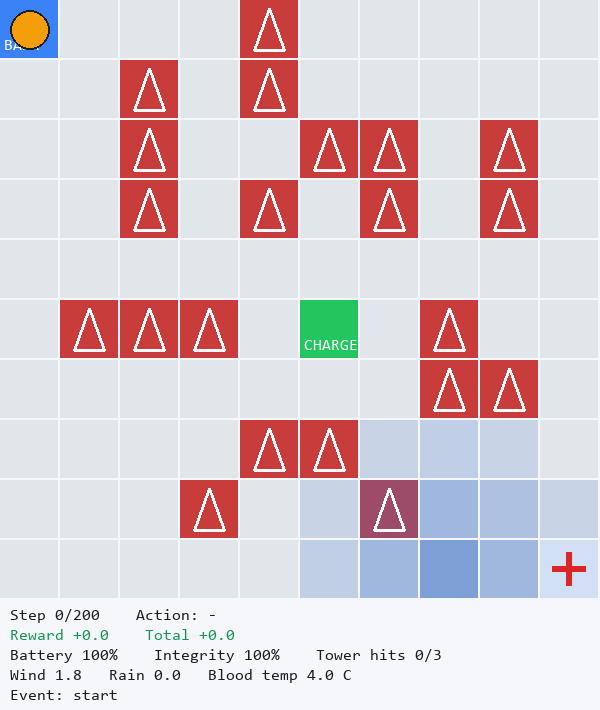 CHARGE
Step 0/200    Action: -
Reward +0.0    Total +0.0
Battery 100%    Integrity 100%    Tower hits 0/3
Wind 1.8   Rain 0.0   Blood temp 4.0 C
Event: start